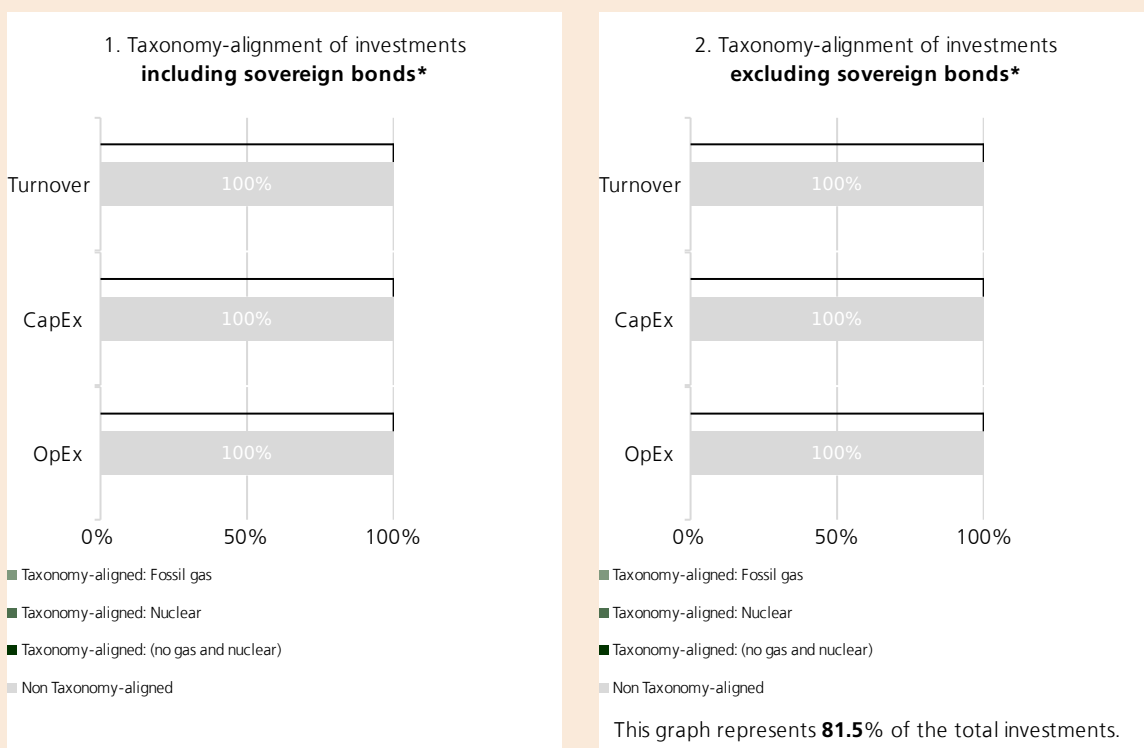 1. Taxonomy-alignment of investments
including sovereign bonds*
Turnover
100%
CapEx
100%
OpEx
100%
0% 50% 100%
Taxonomy-aligned: Fossil gas
Taxonomy-aligned: Nuclear
Taxonomy-aligned: (no gas and nuclear)
Non Taxonomy-aligned
2. Taxonomy-alignment of investments
excluding sovereign bonds*
Turnover
100%
CapEx
100%
OpEx
100%
0% 50% 100%
Taxonomy-aligned: Fossil gas
Taxonomy-aligned: Nuclear
Taxonomy-aligned: (no gas and nuclear)
Non Taxonomy-aligned
This graph represents 81.5% of the total investments.